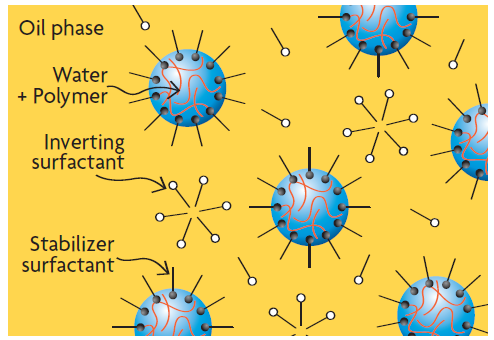 Oil phase
Water
+ Polymer
Inverting
surfactant
Stabilizer
surfactant